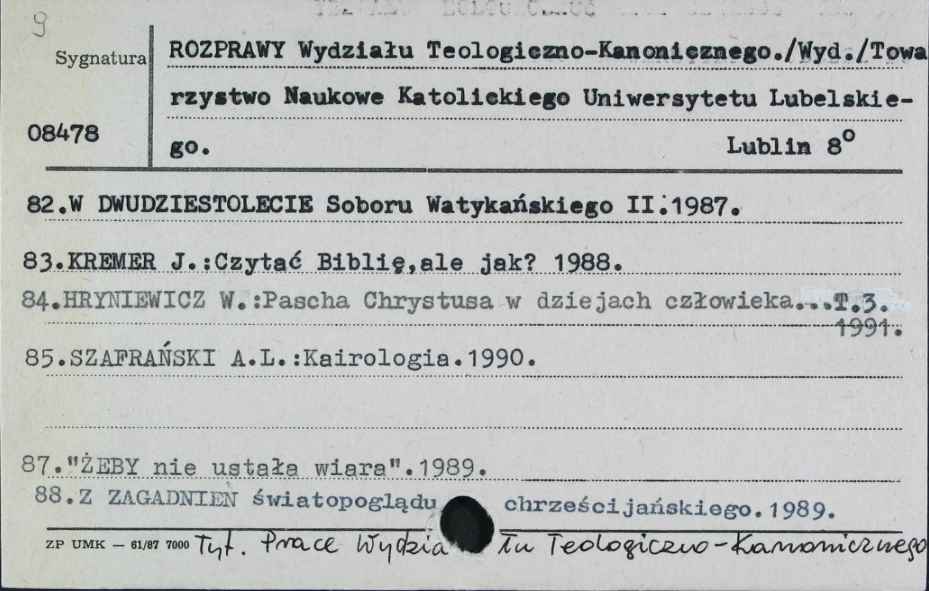 9
Sygnatura
ROZPRAWY Wydziału Teologiczno-Kanonicznego./Wyd./Towa
rzystwo Naukowe Katolickiego Uniwersytetu Lubelskie-
08478
go. Lublin 8°
82.W DWUDZIESTOLECIE Soboru Watykańskiego II.1987.
83.KREMER J.:Czytać Biblię,ale jak? 1988.
84.HRYNIEWICZ W.:Pascha Chrystusa w dziejach człowieka...T.3.
1991.
85.SZAFRAŃSKI A.L.:Kairologia.1990.
87."ŻEBY nie ustała wiara".1989.
88.Z ZAGADNIEŃ światopoglądu chrześcijańskiego.1989.
ZP UMK — 61/87 7000 Tyt. Prace Wydzia łu Teologiczno-Kanonicznego